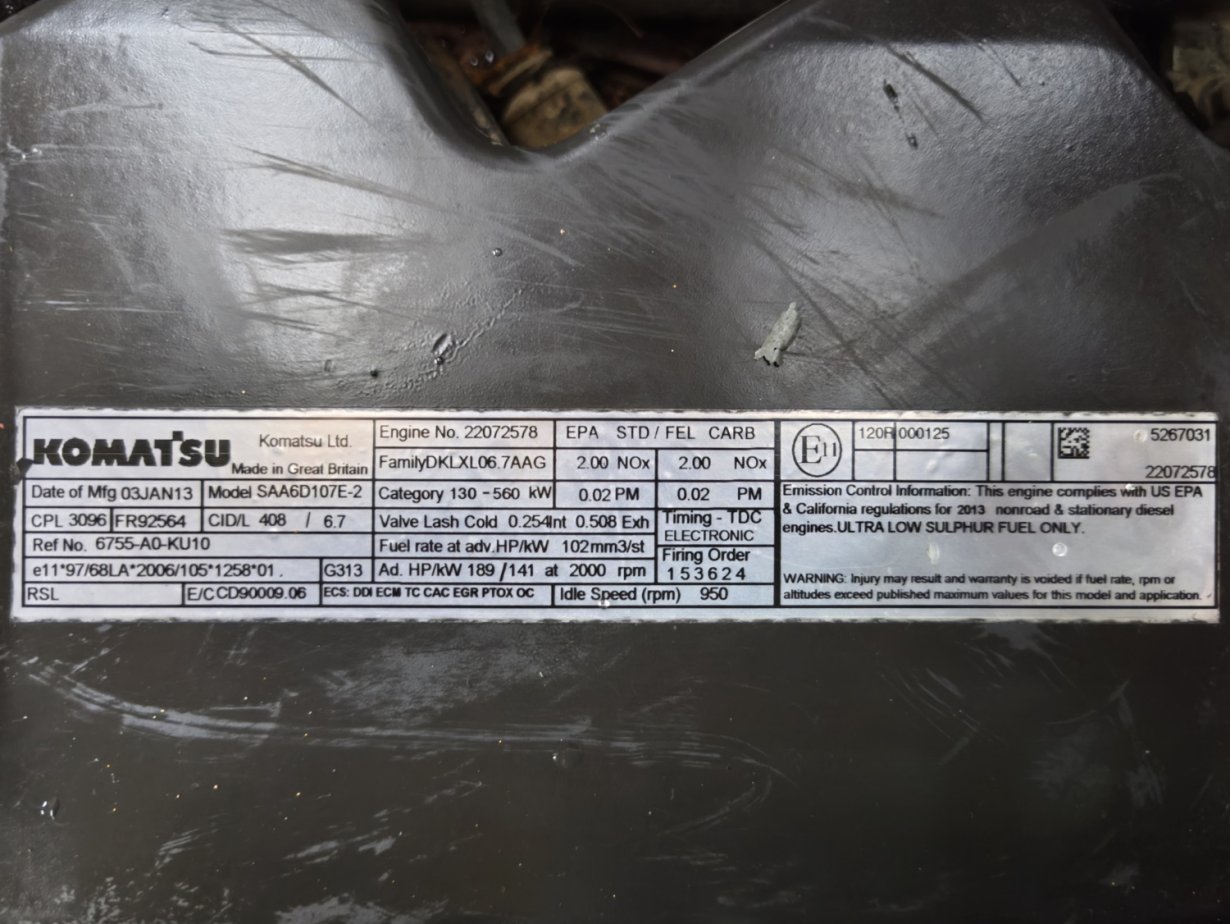 KOMATSU Komatsu Ltd.
Made in Great Britain
Date of Mfg 03JAN13 Model SAA6D107E-2
CPL 3096 FR92564 CID/L 408 / 6.7
Ref No. 6755-A0-KU10
e11*97/68LA*2006/105*1258*01 . G313
RSL E/C CD90009.06 ECS: DDI ECM TC CAC EGR PTOX OC
Engine No. 22072578
FamilyDKLXL06.7AAG
Category 130 - 560 kW
Valve Lash Cold 0.254Int 0.508 Exh
Fuel rate at adv.HP/kW 102mm3/st
Ad. HP/kW 189 /141 at 2000 rpm
Idle Speed (rpm) 950
EPA STD / FEL CARB
2.00 NOx 2.00 NOx
0.02 PM 0.02 PM
Timing - TDC
ELECTRONIC
Firing Order
1 5 3 6 2 4
E11 120R 000125
5267031
22072578
Emission Control Information: This engine complies with US EPA
& California regulations for 2013 nonroad & stationary diesel
engines.ULTRA LOW SULPHUR FUEL ONLY.
WARNING: Injury may result and warranty is voided if fuel rate, rpm or
altitudes exceed published maximum values for this model and application.